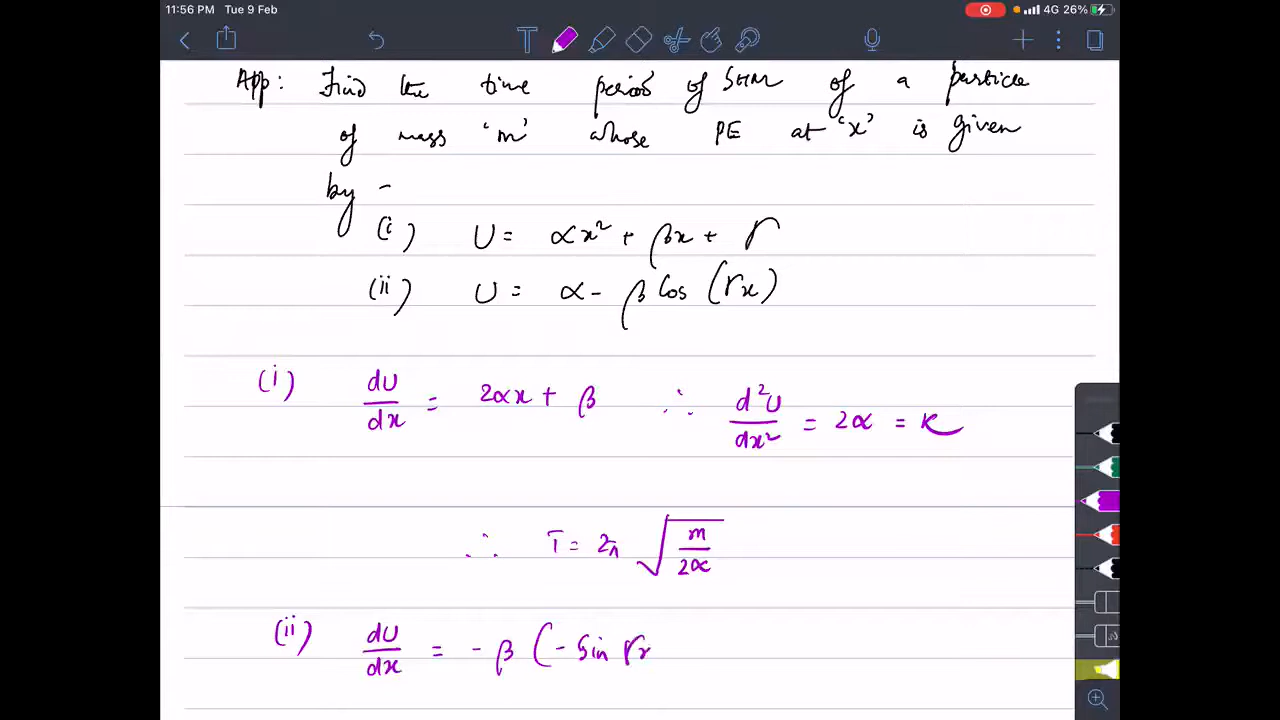 11:56 PM Tue 9 Feb 4G 26%
App: Find the time period of SHM of a particle
of mass 'm' whose PE at 'x' is given
by -
(i) U = αx² + βx + γ
(ii) U = α - β Cos (γx)
(i) dU/dx = 2αx + β ∴ d²U/dx² = 2α = K
∴ T = 2π √(m/2α)
(ii) dU/dx = - β (- Sin γx